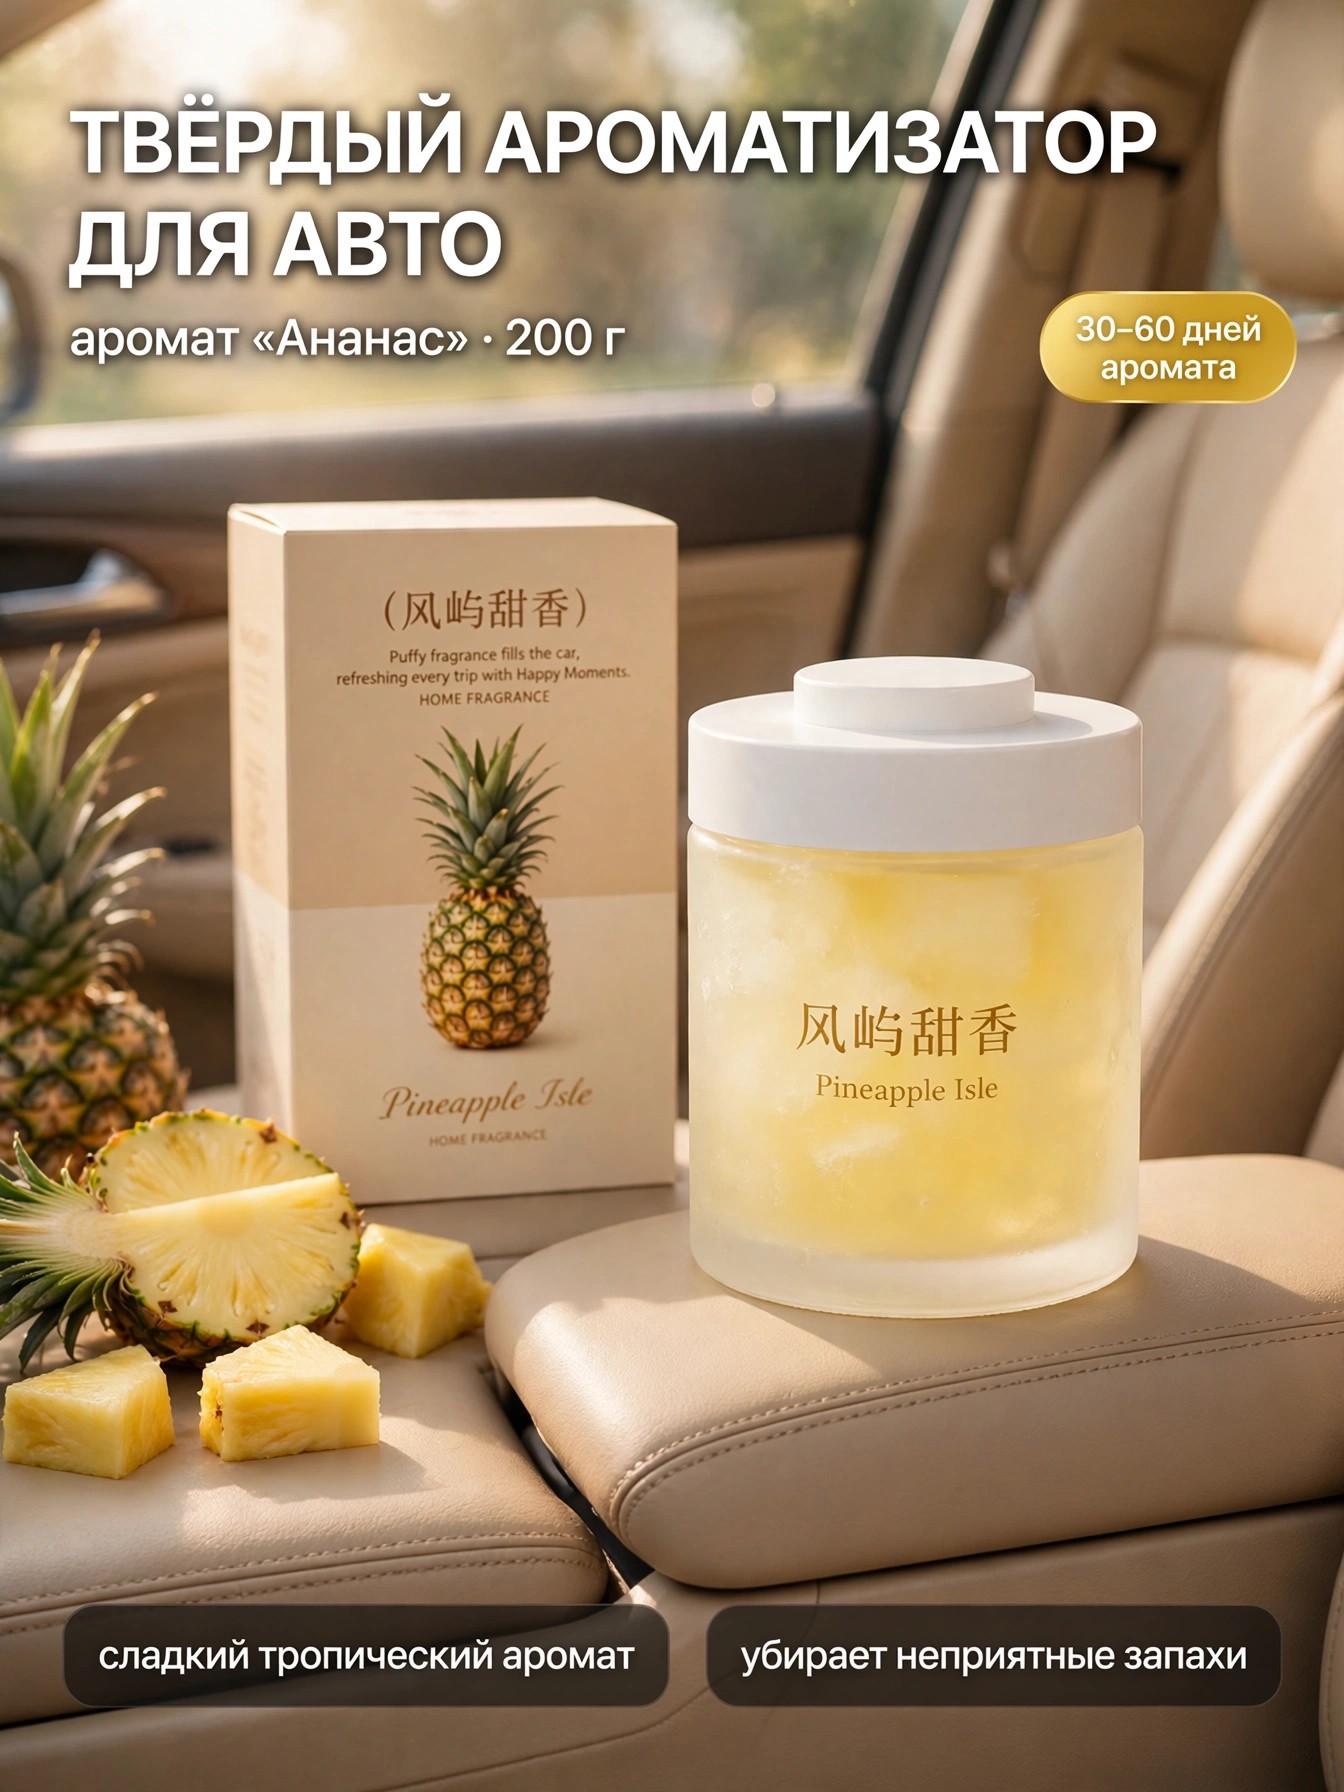 ТВЁРДЫЙ АРОМАТИЗАТОР
ДЛЯ АВТО
аромат «Ананас» · 200 г
30–60 дней
аромата
(风屿甜香)
Puffy fragrance fills the car,
refreshing every trip with Happy Moments.
HOME FRAGRANCE
Pineapple Isle
HOME FRAGRANCE
风屿甜香
Pineapple Isle
сладкий тропический аромат
убирает неприятные запахи